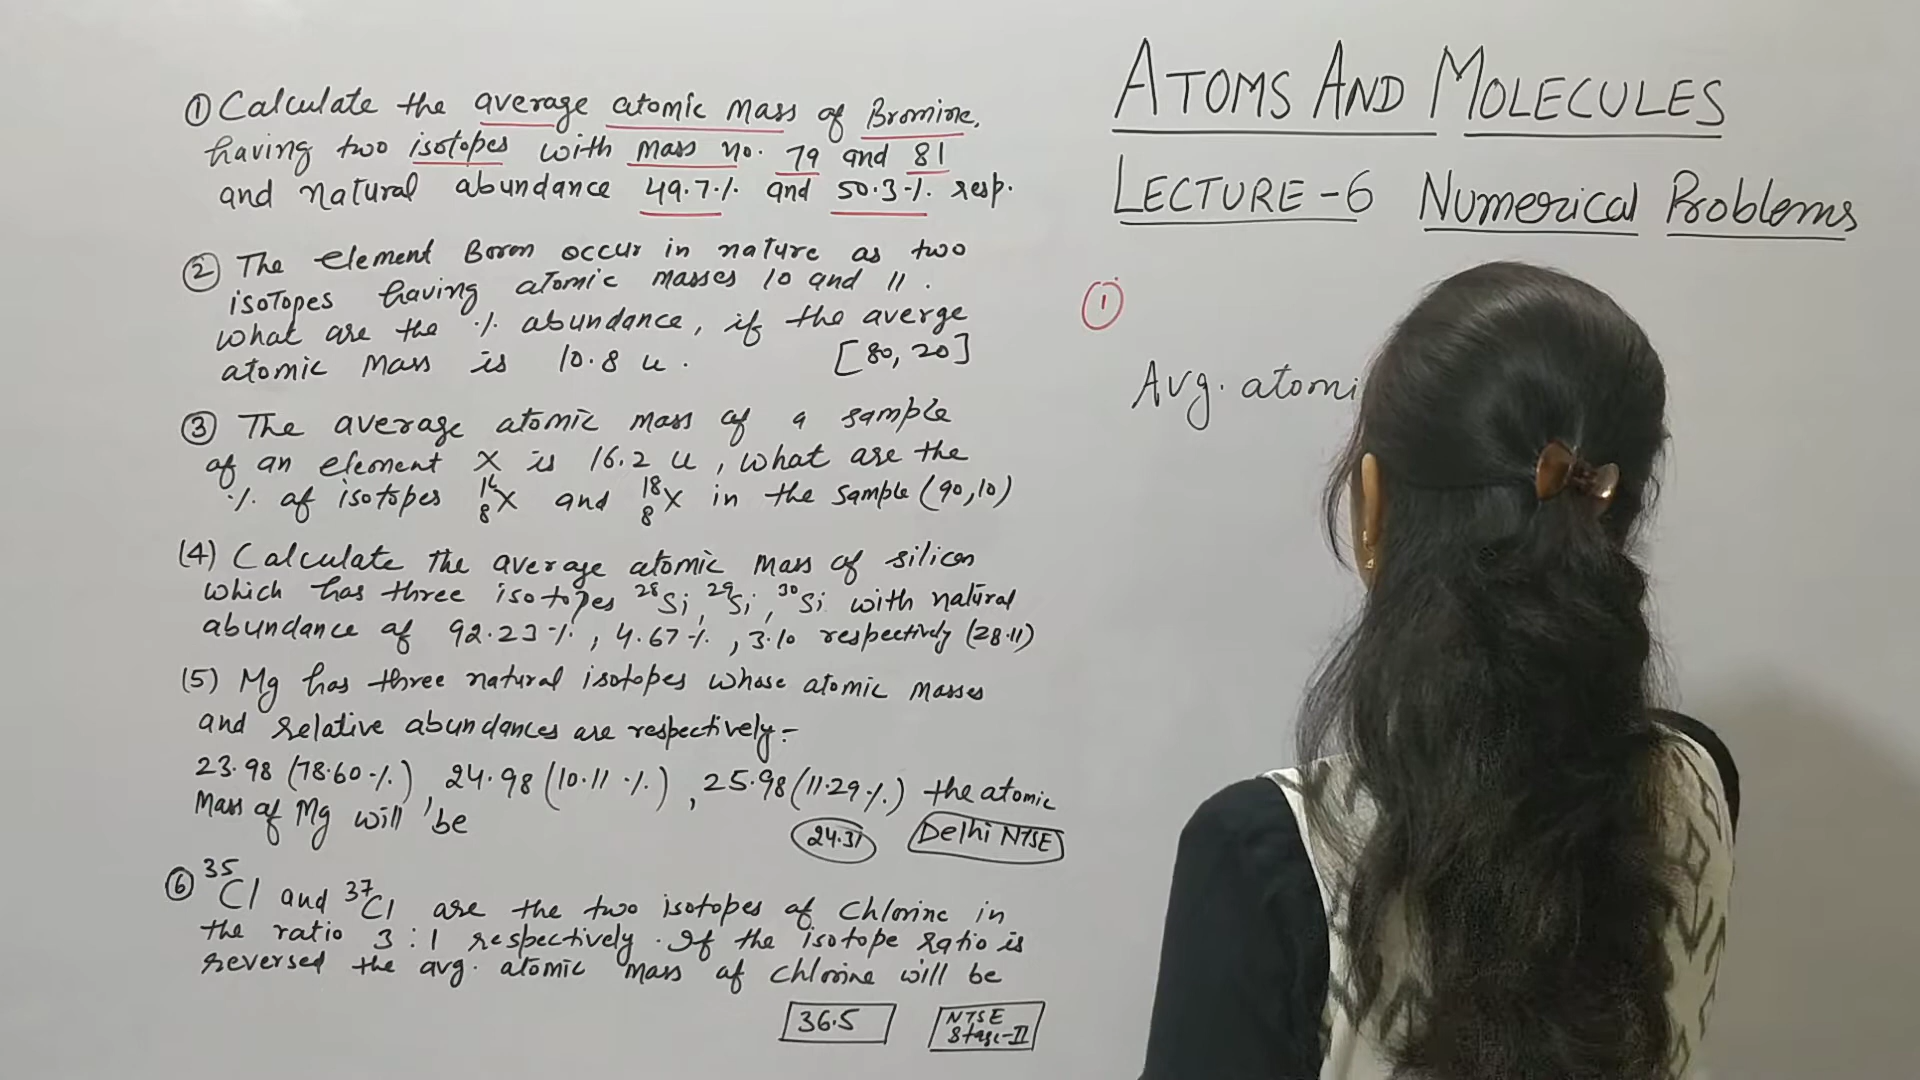 ① Calculate the average atomic mass of Bromine,
having two isotopes with mass no. 79 and 81
and natural abundance 49.7.% and 50.3.% resp.
② The element Boron occur in nature as two
isotopes having atomic masses 10 and 11.
What are the % abundance, if the averge
atomic Mass is 10.8 u. [80, 20]
③ The average atomic mass of a sample
of an element X is 16.2 u, what are the
% of isotopes ¹⁶₈X and ¹⁸₈X in the sample (90,10)
(4) Calculate the average atomic mass of silicon
which has three isotopes ²⁸Si, ²⁹Si, ³⁰Si with natural
abundance of 92.23%, 4.67%, 3.10 respectively (28.11)
(5) Mg has three natural isotopes whose atomic masses
and relative abundances are respectively:-
23.98 (78.60%), 24.98 (10.11%), 25.98 (11.29%) the atomic
Mass of Mg will be
24.31 Delhi NTSE
⑥ ³⁵Cl and ³⁷Cl are the two isotopes of Chlorine in
the ratio 3:1 respectively. If the isotope ratio is
reversed the avg. atomic mass of chlorine will be
36.5
NTSE
Stage-II
ATOMS AND MOLECULES
LECTURE-6 Numerical Problems
①
Avg. atomi